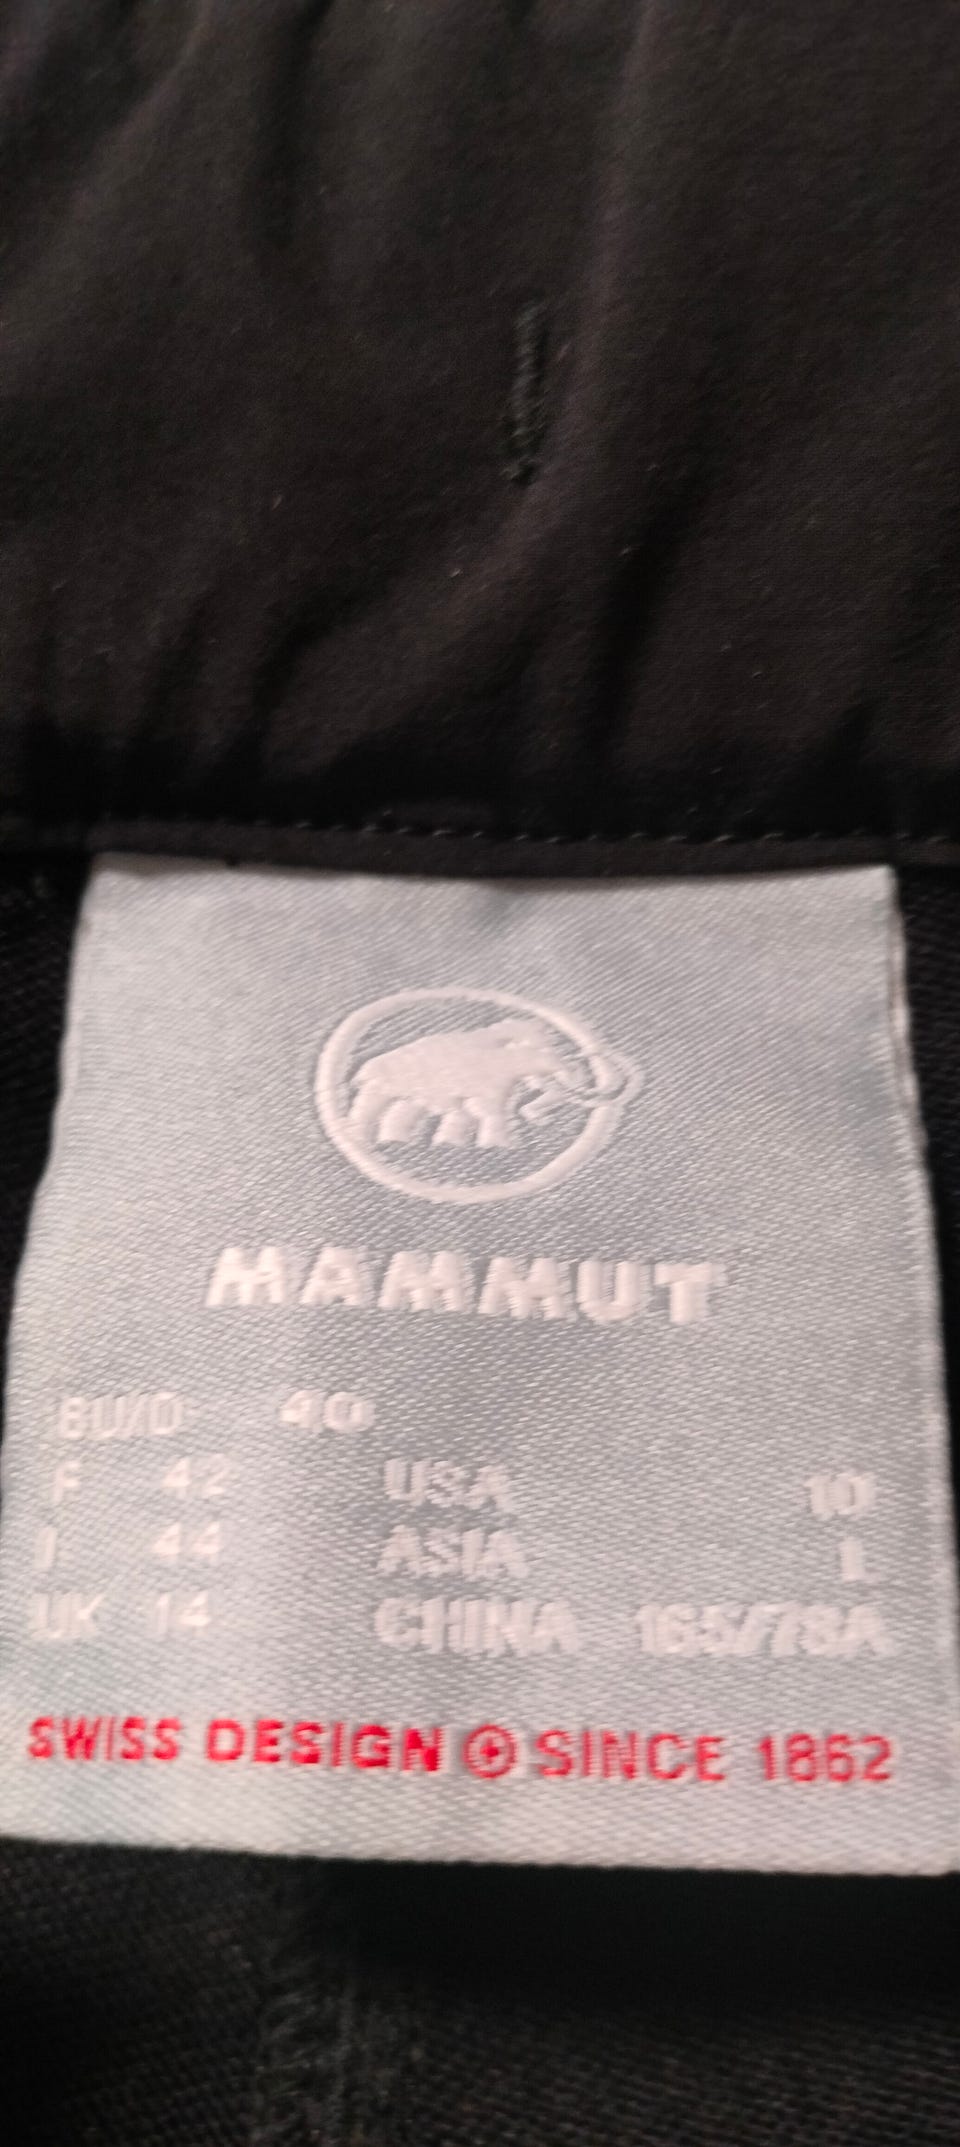 MAMMUT
EU/D 40
F 42 USA 10
I 44 ASIA L
UK 14 CHINA 165/78A
SWISS DESIGN SINCE 1862